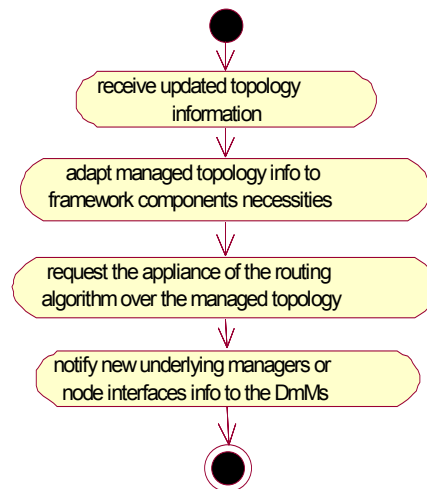 receive updated topology
information
adapt managed topology info to
framework components necessities
request the appliance of the routing
algorithm over the managed topology
notify new underlying managers or
node interfaces info to the DmMs